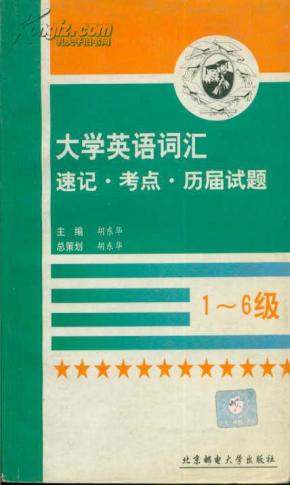 kongfz.com
孔夫子旧书网
大学英语词汇
速记·考点·历届试题
主 编 胡东华
总策划 胡东华
1～6级
北京邮电大学出版社